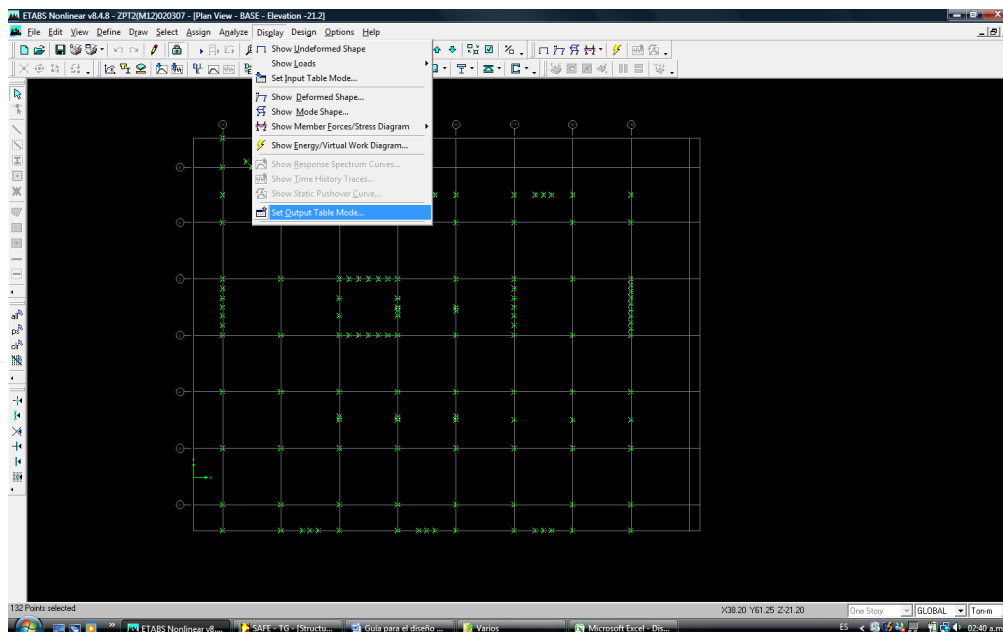 ETABS Nonlinear v8.4.8 - ZPT2(M12)020307 - [Plan View - BASE - Elevation -21.2]
File Edit View Define Draw Select Assign Analyze Display Design Options Help
Show Undeformed Shape
Show Loads
Set Input Table Mode...
Show Deformed Shape...
Show Mode Shape...
Show Member Forces/Stress Diagram
Show Energy/Virtual Work Diagram...
Show Response Spectrum Curves...
Show Time History Traces...
Show Static Pushover Curve...
Set Output Table Mode...
all
ps
clr
132 Points selected
X38.20 Y61.25 Z-21.20
One Story
GLOBAL
Ton-m
ETABS Nonlinear v8....
SAFE - TG - [Structu...
Guía para el diseño ...
Varios
Microsoft Excel - Dis...
ES
02:40 a.m.